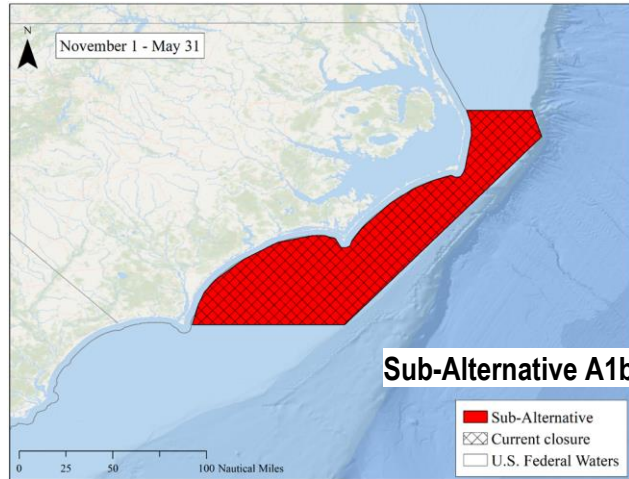 N
November 1 - May 31
Sub-Alternative A1b
Sub-Alternative
Current closure
U.S. Federal Waters
0 25 50 100 Nautical Miles